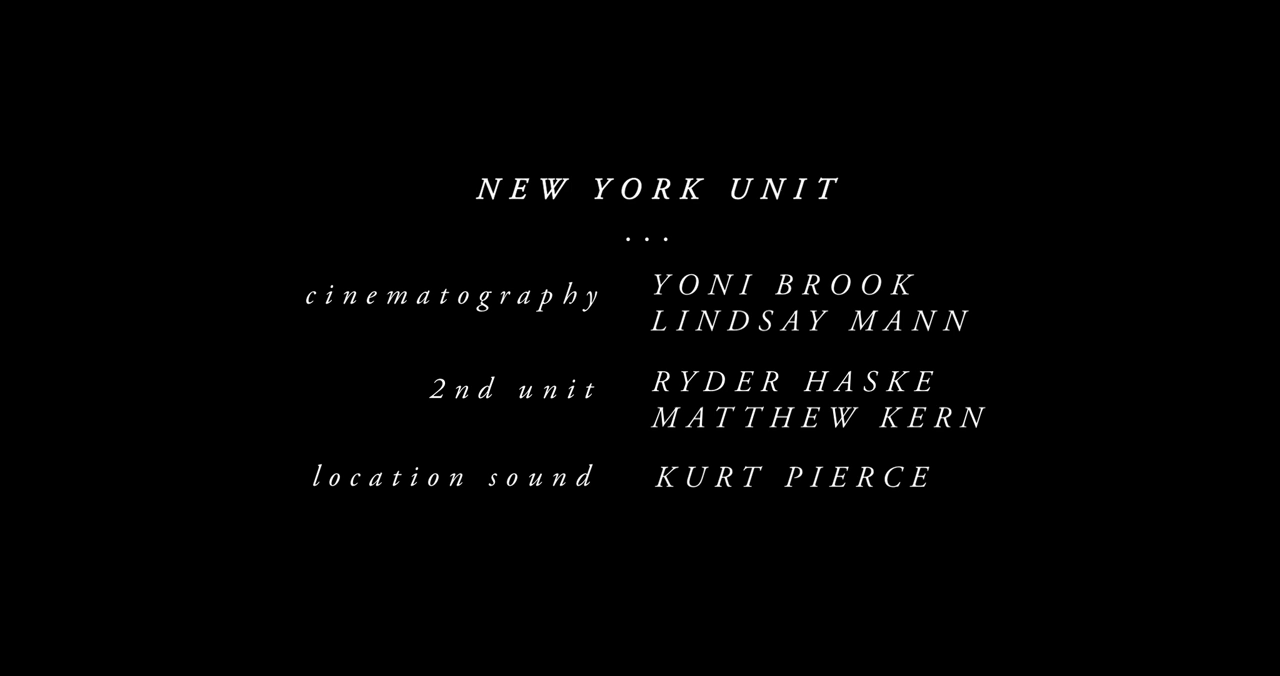 NEW YORK UNIT
...
cinematography YONI BROOK
LINDSAY MANN
2nd unit RYDER HASKE
MATTHEW KERN
location sound KURT PIERCE